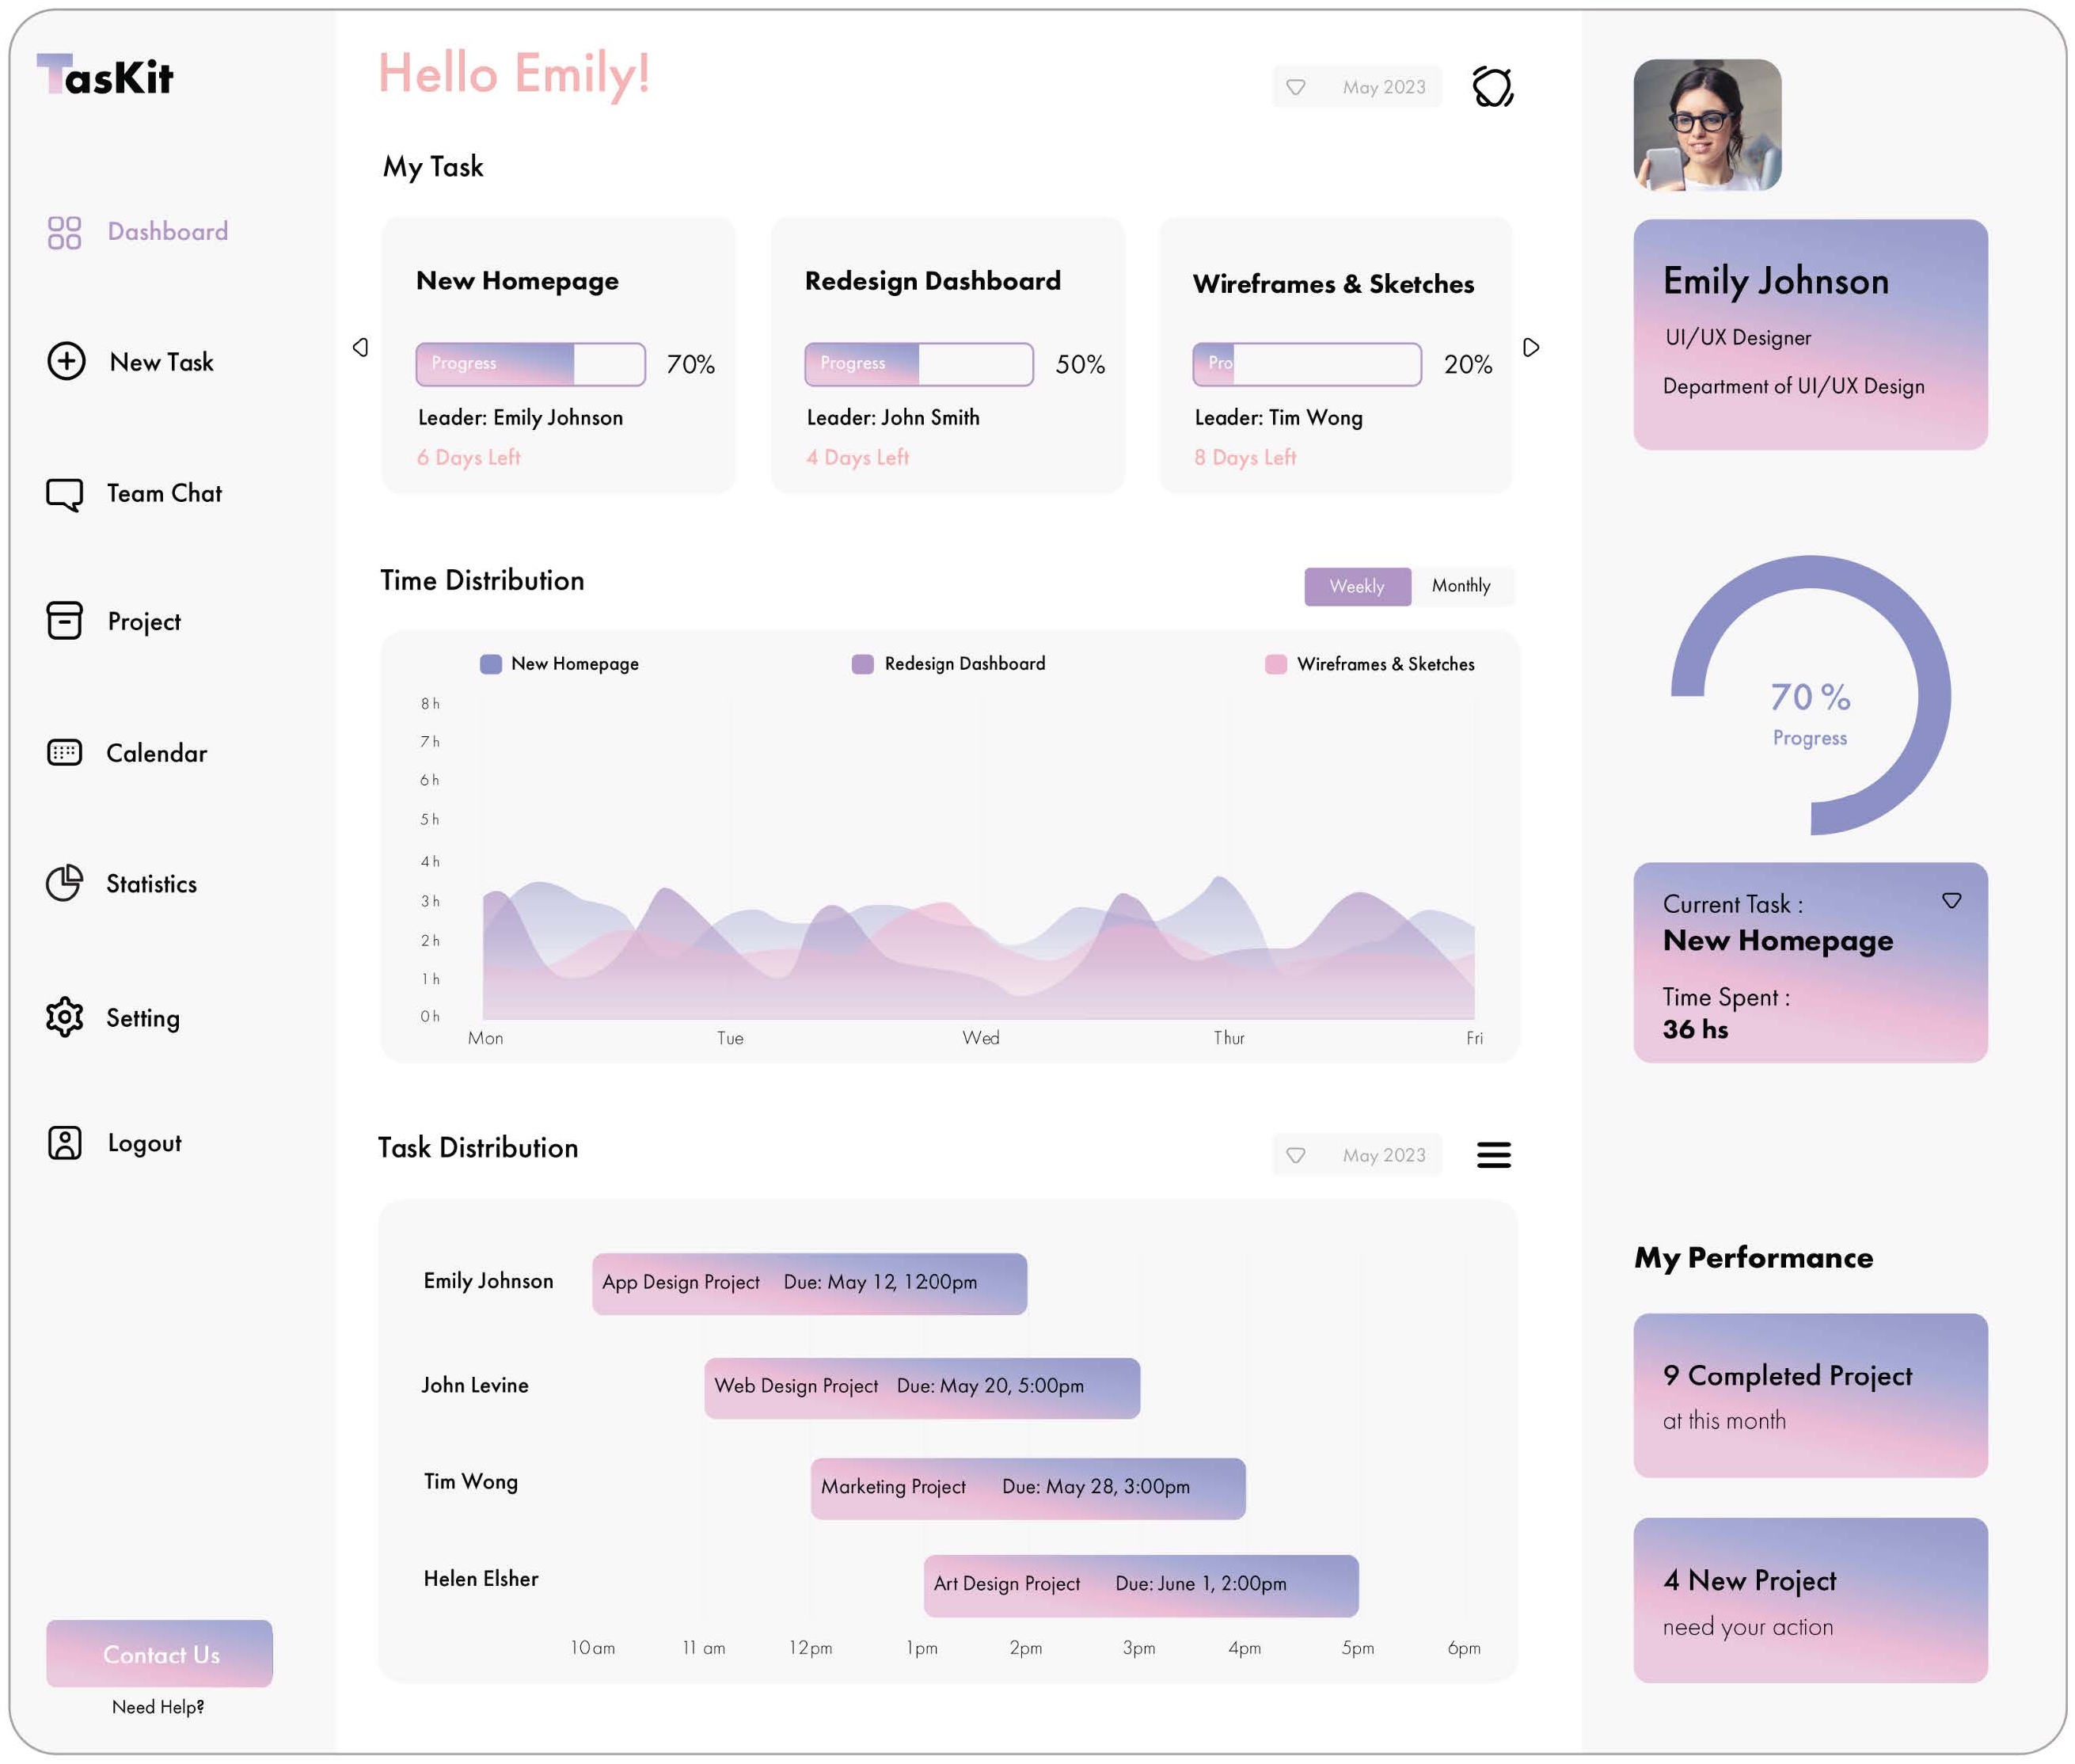 TasKit
Dashboard
New Task
Team Chat
Project
Calendar
Statistics
Setting
Logout
Contact Us
Need Help?
Hello Emily!
May 2023
My Task
New Homepage
Progress 70%
Leader: Emily Johnson
6 Days Left
Redesign Dashboard
Progress 50%
Leader: John Smith
4 Days Left
Wireframes & Sketches
Pro 20%
Leader: Tim Wong
8 Days Left
Time Distribution
Weekly Monthly
New Homepage Redesign Dashboard Wireframes & Sketches
8 h
7 h
6 h
5 h
4 h
3 h
2 h
1 h
0 h
Mon Tue Wed Thur Fri
Task Distribution
May 2023
Emily Johnson App Design Project Due: May 12, 1200pm
John Levine Web Design Project Due: May 20, 5:00pm
Tim Wong Marketing Project Due: May 28, 3:00pm
Helen Elsher Art Design Project Due: June 1, 2:00pm
10am 11 am 12pm 1pm 2pm 3pm 4pm 5pm 6pm
Emily Johnson
UI/UX Designer
Department of UI/UX Design
70 %
Progress
Current Task :
New Homepage
Time Spent :
36 hs
My Performance
9 Completed Project
at this month
4 New Project
need your action